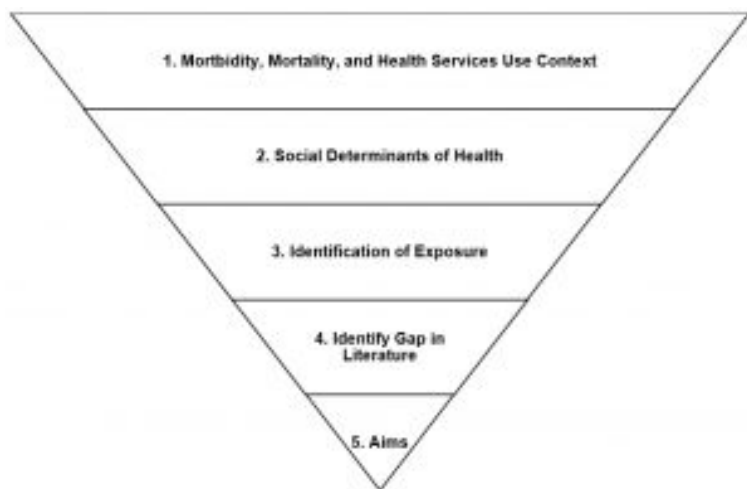 1. Mortbidity, Mortality, and Health Services Use Context
2. Social Determinants of Health
3. Identification of Exposure
4. Identify Gap in
Literature
5. Aims